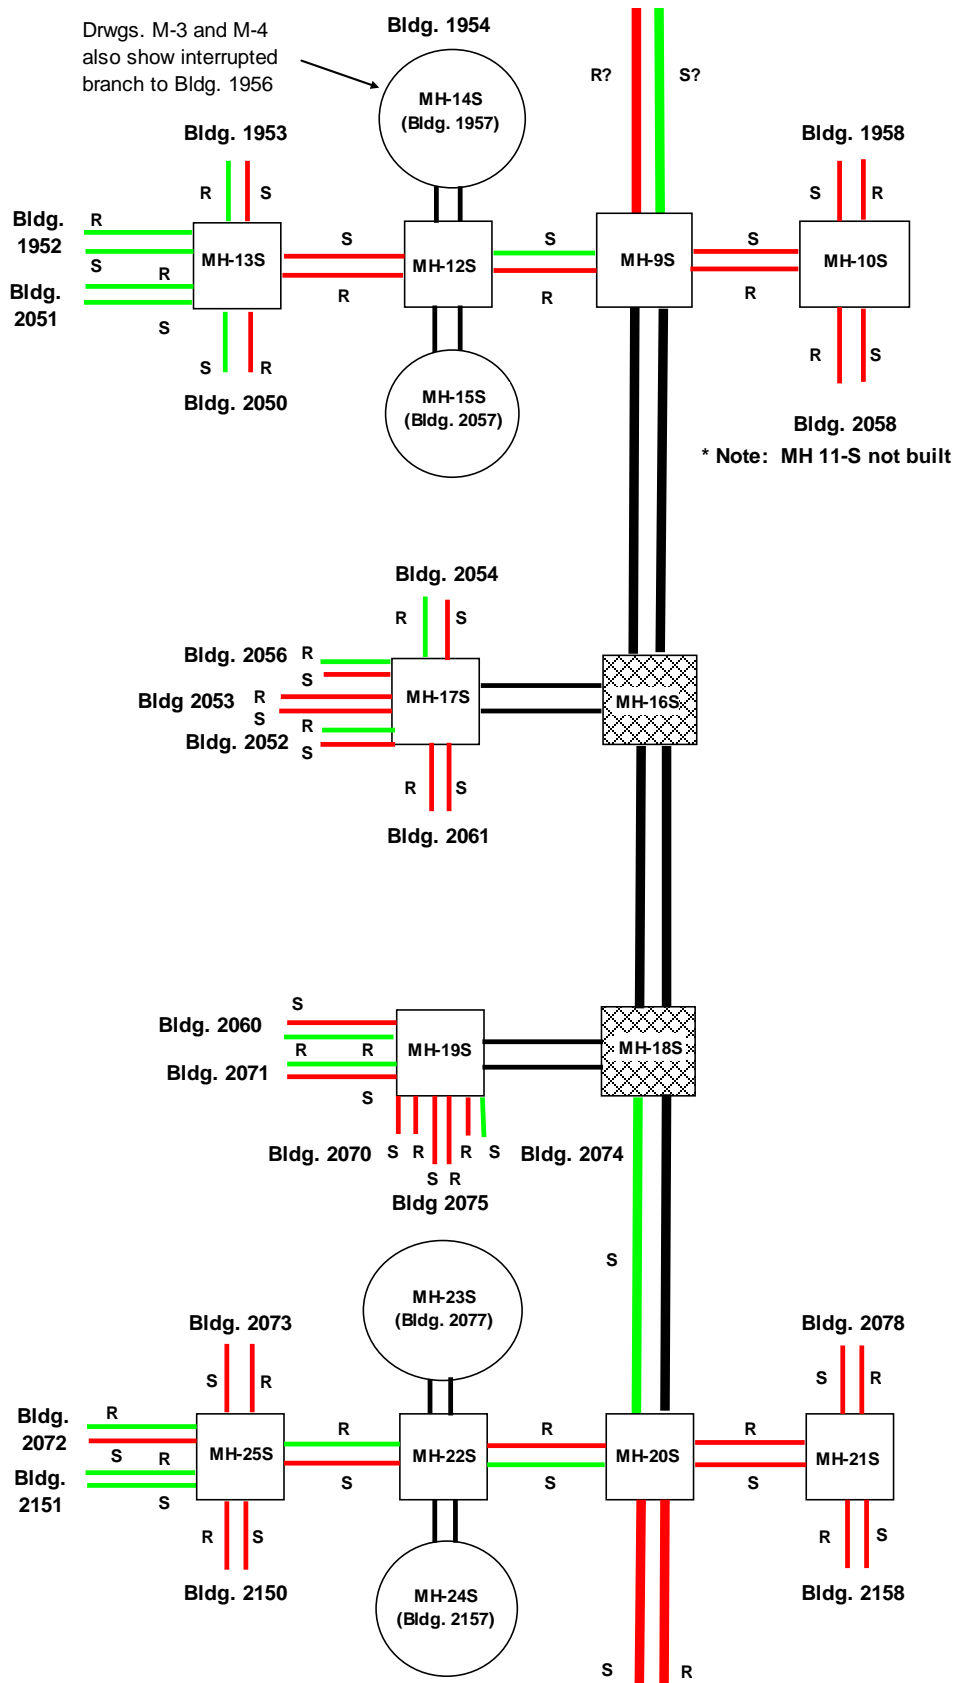 Drwgs. M-3 and M-4
also show interrupted
branch to Bldg. 1956
Bldg. 1954
R?
S?
MH-14S
(Bldg. 1957)
Bldg. 1953
Bldg. 1958
R
S
S
R
Bldg.
1952
R
S
R
Bldg.
2051
S
MH-13S
S
R
MH-12S
S
R
MH-9S
S
R
MH-10S
S
R
Bldg. 2050
MH-15S
(Bldg. 2057)
R
S
Bldg. 2058
* Note: MH 11-S not built
Bldg. 2054
R
S
Bldg. 2056
R
S
Bldg 2053
R
S
Bldg. 2052
R
S
MH-17S
MH-16S
R
S
Bldg. 2061
S
Bldg. 2060
R
R
Bldg. 2071
S
MH-19S
MH-18S
Bldg. 2070
S
R
S
R
R
S
Bldg. 2074
Bldg 2075
S
MH-23S
(Bldg. 2077)
Bldg. 2073
Bldg. 2078
S
R
S
R
Bldg.
2072
R
S
R
Bldg.
2151
S
MH-25S
R
S
MH-22S
R
S
MH-20S
R
S
MH-21S
R
S
R
S
Bldg. 2150
MH-24S
(Bldg. 2157)
Bldg. 2158
S
R